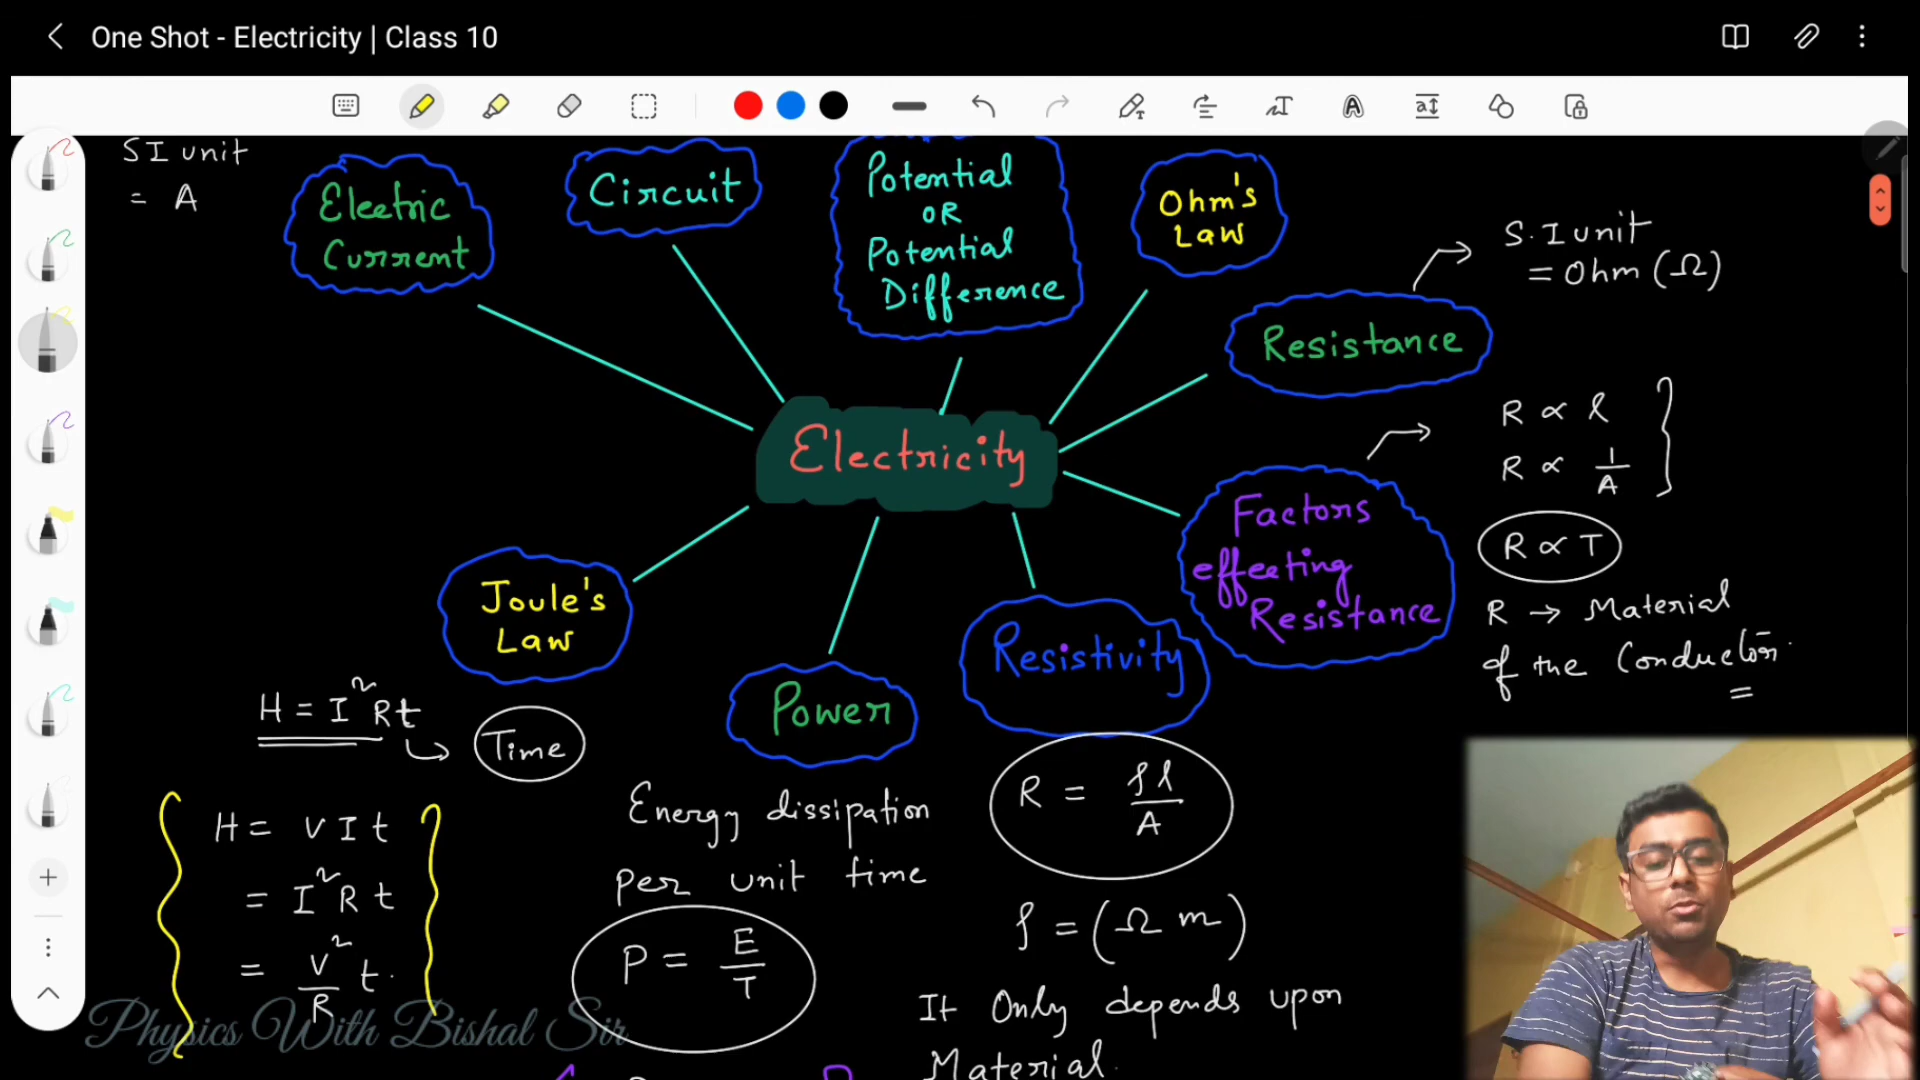 One Shot - Electricity | Class 10
SI unit
= A
Electric
Current
Circuit
Potential
OR
Potential
Difference
Ohm's
Law
S.I unit
= Ohm (Ω)
Resistance
Electricity
R ∝ l
R ∝ 1/A
R ∝ T
R → Material
of the Conductor.
=
Factors
effecting
Resistance
Resistivity
R = ρl/A
ρ = (Ω m)
It Only depends upon
Material.
Power
Energy dissipation
per unit time
P = E/T
Joule's
Law
H = I²Rt
Time
H = V I t
= I²R t
= V²/R t.
Physics With Bishal Sir